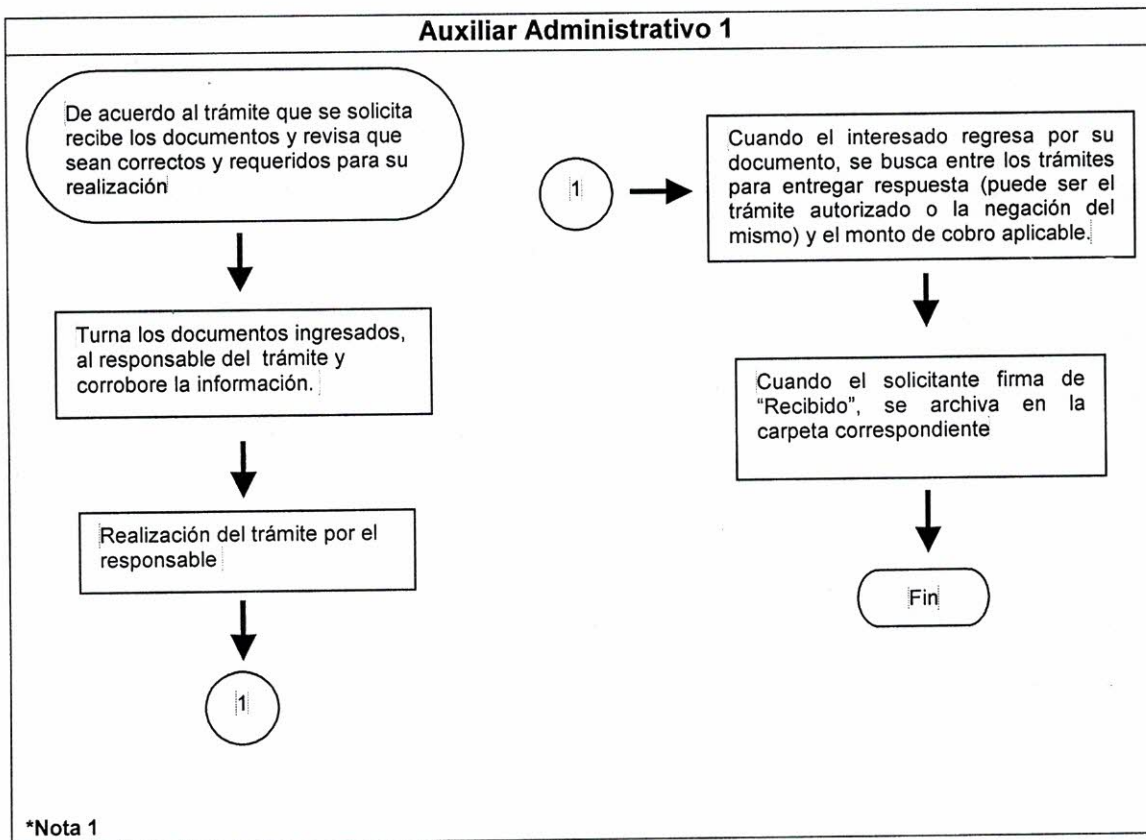 Auxiliar Administrativo 1
De acuerdo al trámite que se solicita
recibe los documentos y revisa que
sean correctos y requeridos para su
realización
Turna los documentos ingresados,
al responsable del trámite y
corrobore la información.
Realización del trámite por el
responsable
1
1
Cuando el interesado regresa por su
documento, se busca entre los trámites
para entregar respuesta (puede ser el
trámite autorizado o la negación del
mismo) y el monto de cobro aplicable.
Cuando el solicitante firma de
“Recibido”, se archiva en la
carpeta correspondiente
Fin
*Nota 1